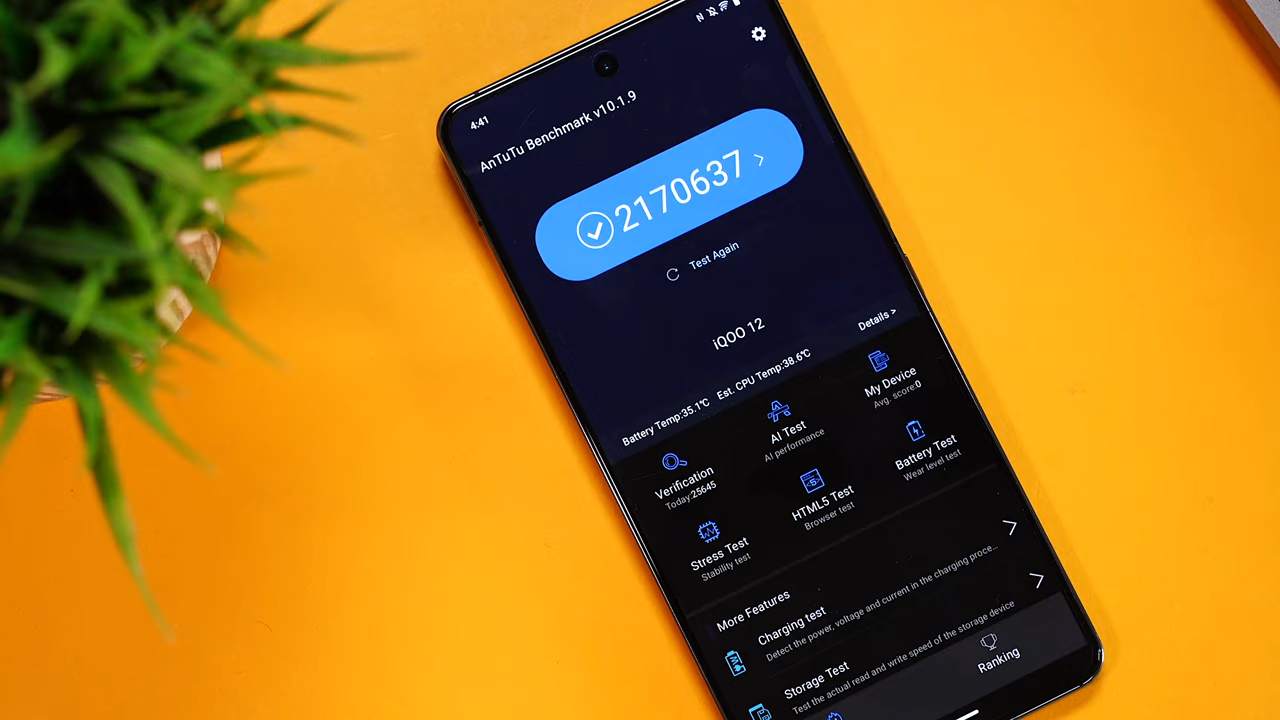 4:41
AnTuTu Benchmark v10.1.9
2170637
Test Again
iQOO 12
Details >
Battery Temp:35.1℃ Est. CPU Temp:38.6℃
Verification
Today:25645
AI Test
AI performance
My Device
Avg. score:0
Stress Test
Stability test
HTML5 Test
Browser test
Battery Test
Wear level test
More Features
Charging test
Detect the power, voltage and current in the charging proce...
Storage Test
Test the actual read and write speed of the storage device
Ranking